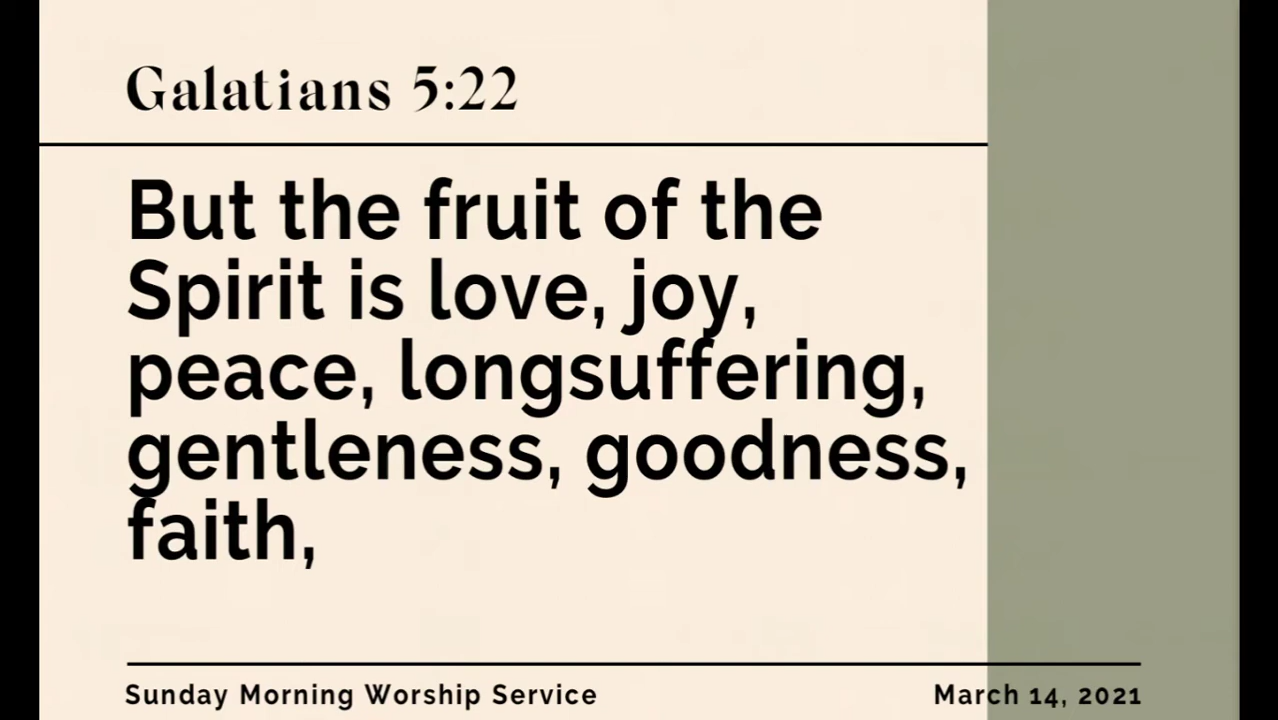 Galatians 5:22
But the fruit of the
Spirit is love, joy,
peace, longsuffering,
gentleness, goodness,
faith,
Sunday Morning Worship Service
March 14, 2021